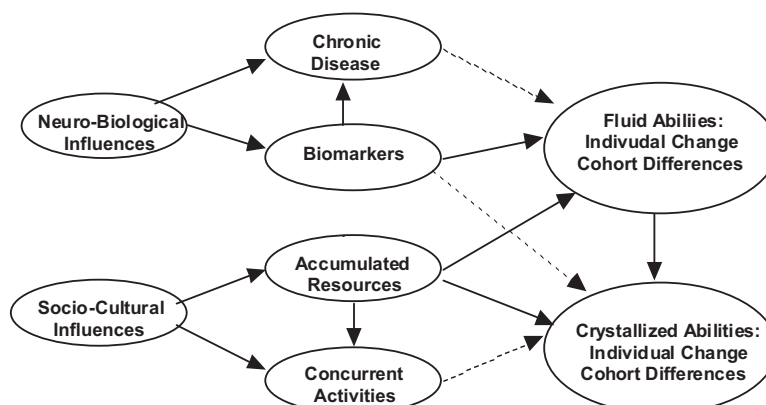 Chronic
Disease
Neuro-Biological
Influences
Biomarkers
Fluid Abiliies:
Indivudal Change
Cohort Differences
Socio-Cultural
Influences
Accumulated
Resources
Concurrent
Activities
Crystallized Abilities:
Individual Change
Cohort Differences